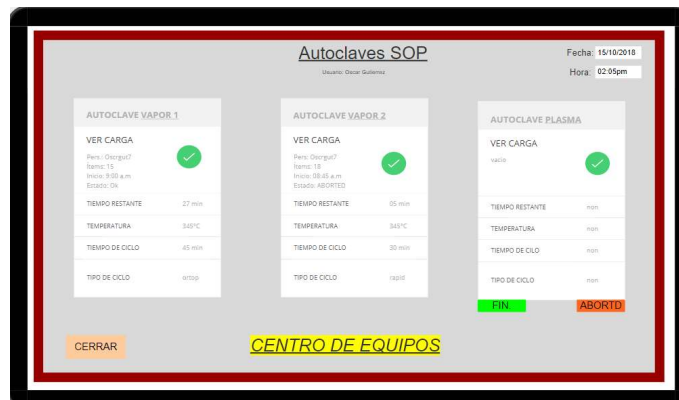 Autoclaves SOP
Usuario: Oscar Gutierrez
Fecha: 15/10/2018
Hora: 02:05pm
AUTOCLAVE VAPOR 1
VER CARGA
Pers.: Oscrgut7
Ítems: 15
Inicio: 9:00 a.m
Estado: Ok
TIEMPO RESTANTE 27 min
TEMPERATURA 345°C
TIEMPO DE CICLO 45 min
TIPO DE CICLO ortop
AUTOCLAVE VAPOR 2
VER CARGA
Pers: Oscrgut7
Ítems: 18
Inicio: 08:45 a.m
Estado: ABORTED
TIEMPO RESTANTE 05 min
TEMPERATURA 345°C
TIEMPO DE CICLO 30 min
TIPO DE CICLO rapid
AUTOCLAVE PLASMA
VER CARGA
vacio
TIEMPO RESTANTE non
TEMPERATURA non
TIEMPO DE CILO non
TIPO DE CICLO non
FIN. ABORTD
CERRAR
CENTRO DE EQUIPOS